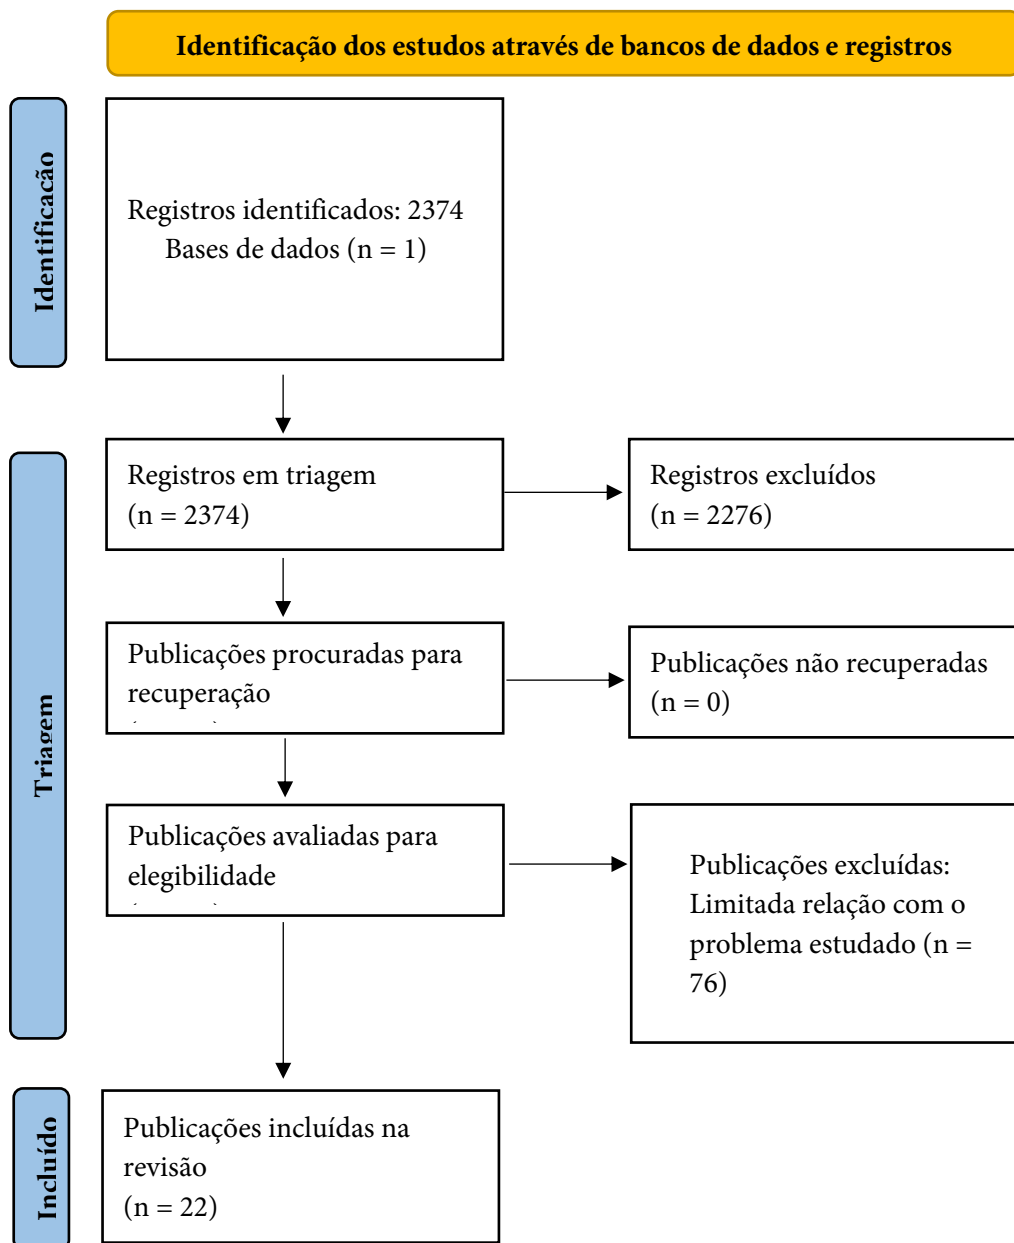 Identificação dos estudos através de bancos de dados e registros
Identificação
Registros identificados: 2374
Bases de dados (n = 1)
Triagem
Registros em triagem
(n = 2374)
Registros excluídos
(n = 2276)
Publicações procuradas para
recuperação
Publicações não recuperadas
(n = 0)
Publicações avaliadas para
elegibilidade
Publicações excluídas:
Limitada relação com o
problema estudado (n =
76)
Incluído
Publicações incluídas na
revisão
(n = 22)